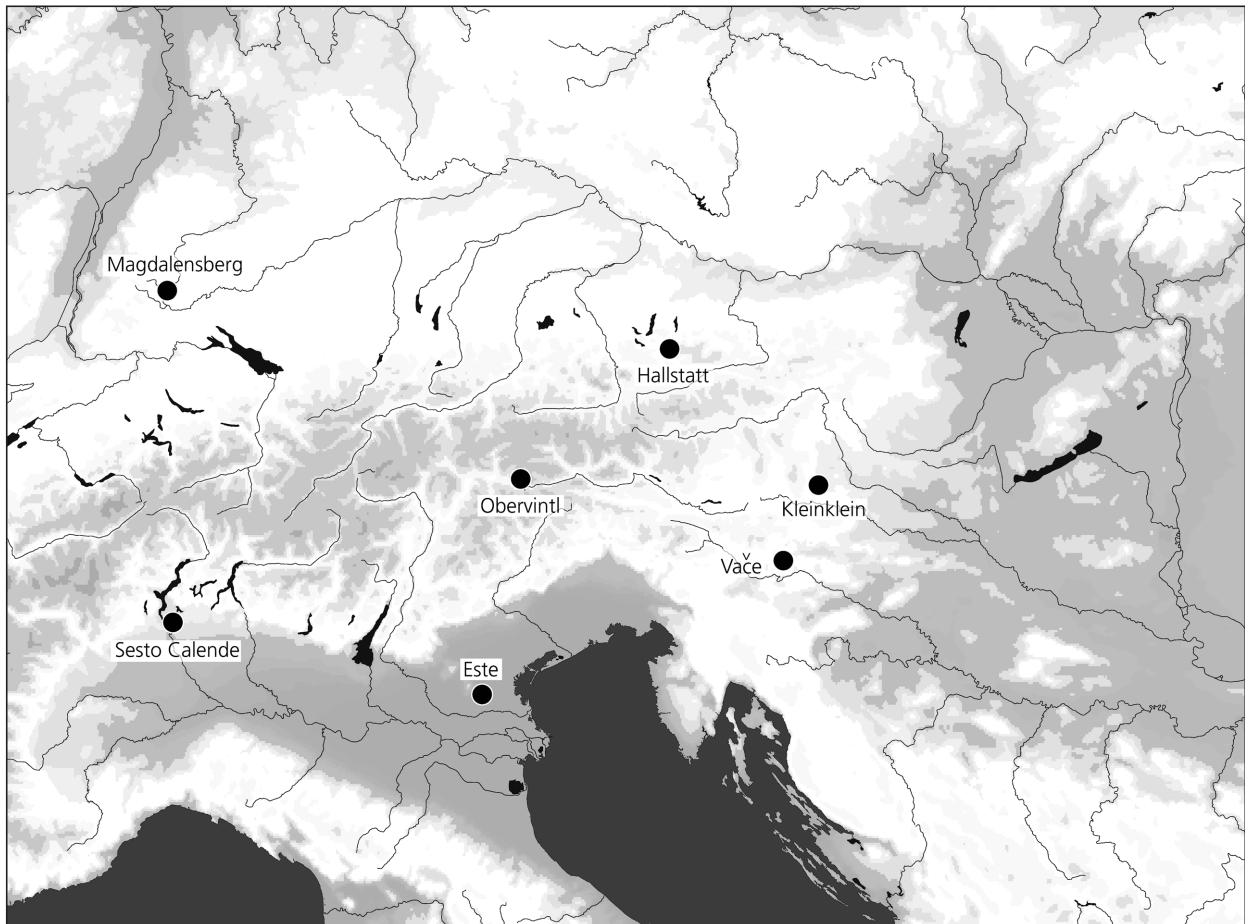 Magdalensberg
Hallstatt
Obervintl
Kleinklein
Vače
Sesto Calende
Este